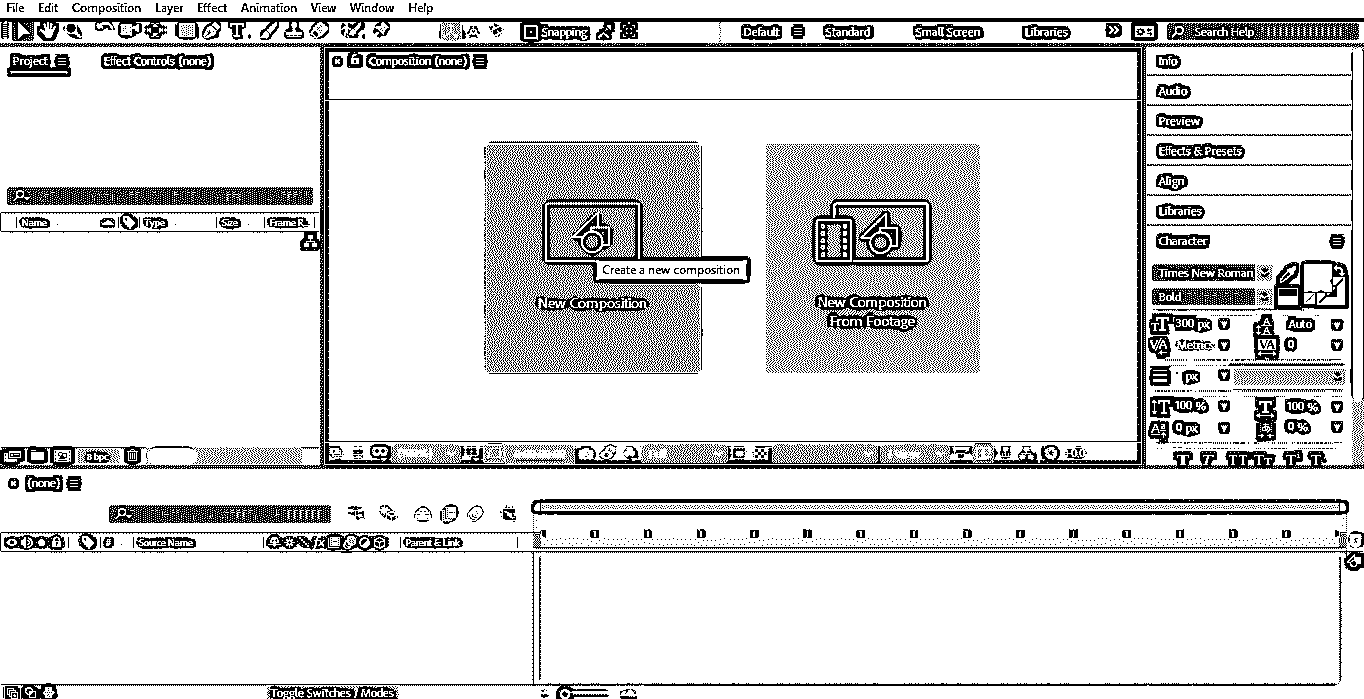 File Edit Composition Layer Effect Animation View Window Help
Snapping Default Standard Small Screen Libraries Search Help
Project Effect Controls (none)
Composition (none)
Info
Audio
Preview
Effects & Presets
Align
Libraries
Character
Name Type Size Frame R...
Create a new composition
New Composition
New Composition
From Footage
Times New Roman
Bold
300 px Auto
Metrics 0
px
100 % 100 %
0 px 0 %
8 bpc
(none)
# Source Name Parent & Link
Toggle Switches / Modes